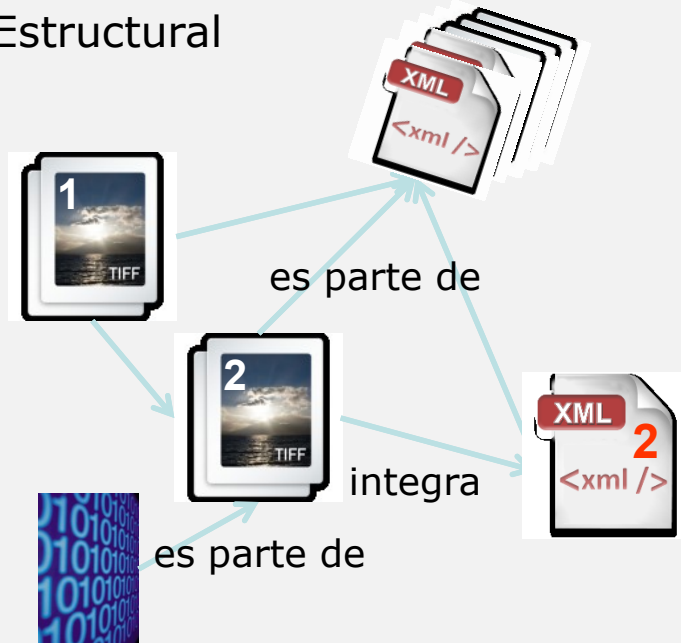 Estructural
XML
<xml />
1
TIFF
es parte de
2
TIFF
XML
2
<xml />
integra
es parte de